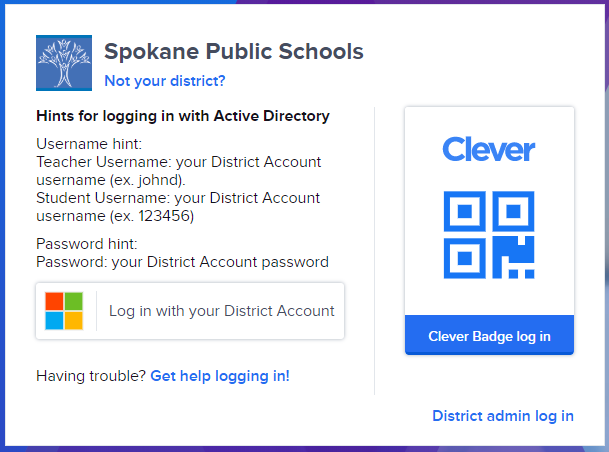 Spokane Public Schools
Not your district?
Hints for logging in with Active Directory
Username hint:
Teacher Username: your District Account
username (ex. johnd).
Student Username: your District Account
username (ex. 123456)
Password hint:
Password: your District Account password
Log in with your District Account
Having trouble? Get help logging in!
Clever
Clever Badge log in
District admin log in